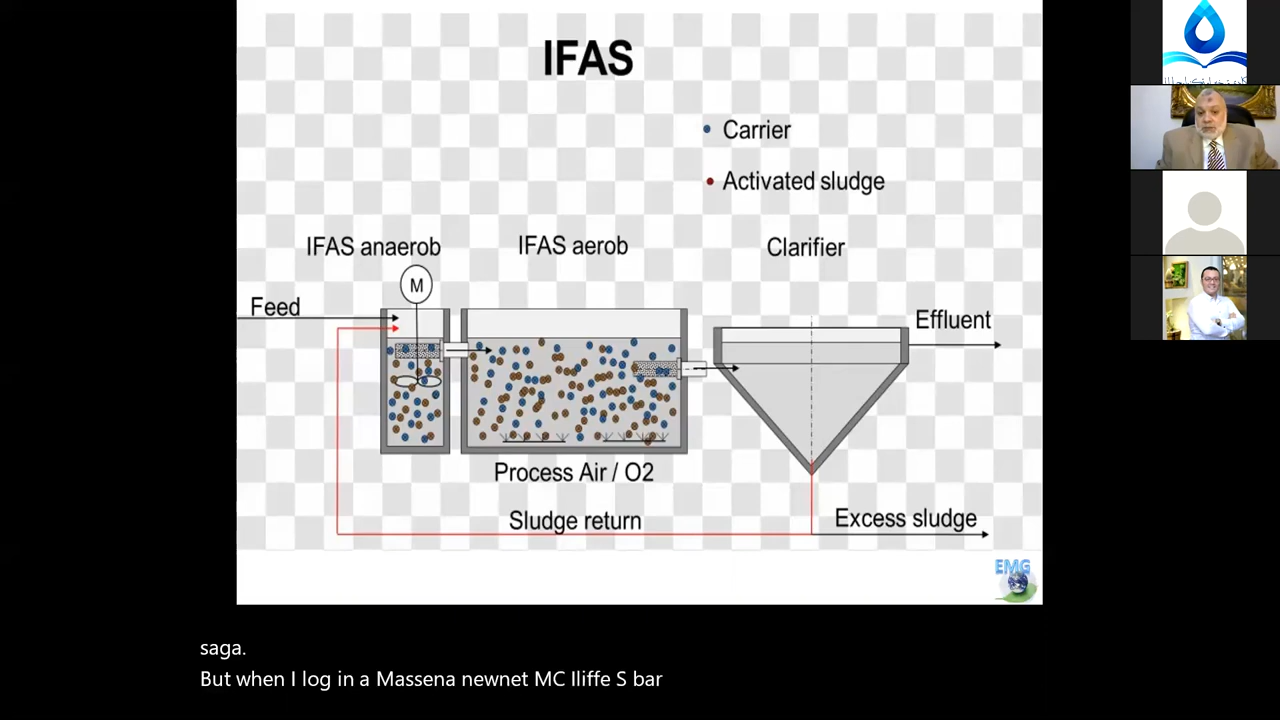 IFAS
• Carrier
• Activated sludge
IFAS anaerob
IFAS aerob
Clarifier
M
Feed
Effluent
Process Air / O2
Sludge return
Excess sludge
EMG
saga.
But when I log in a Massena newnet MC Iliffe S bar